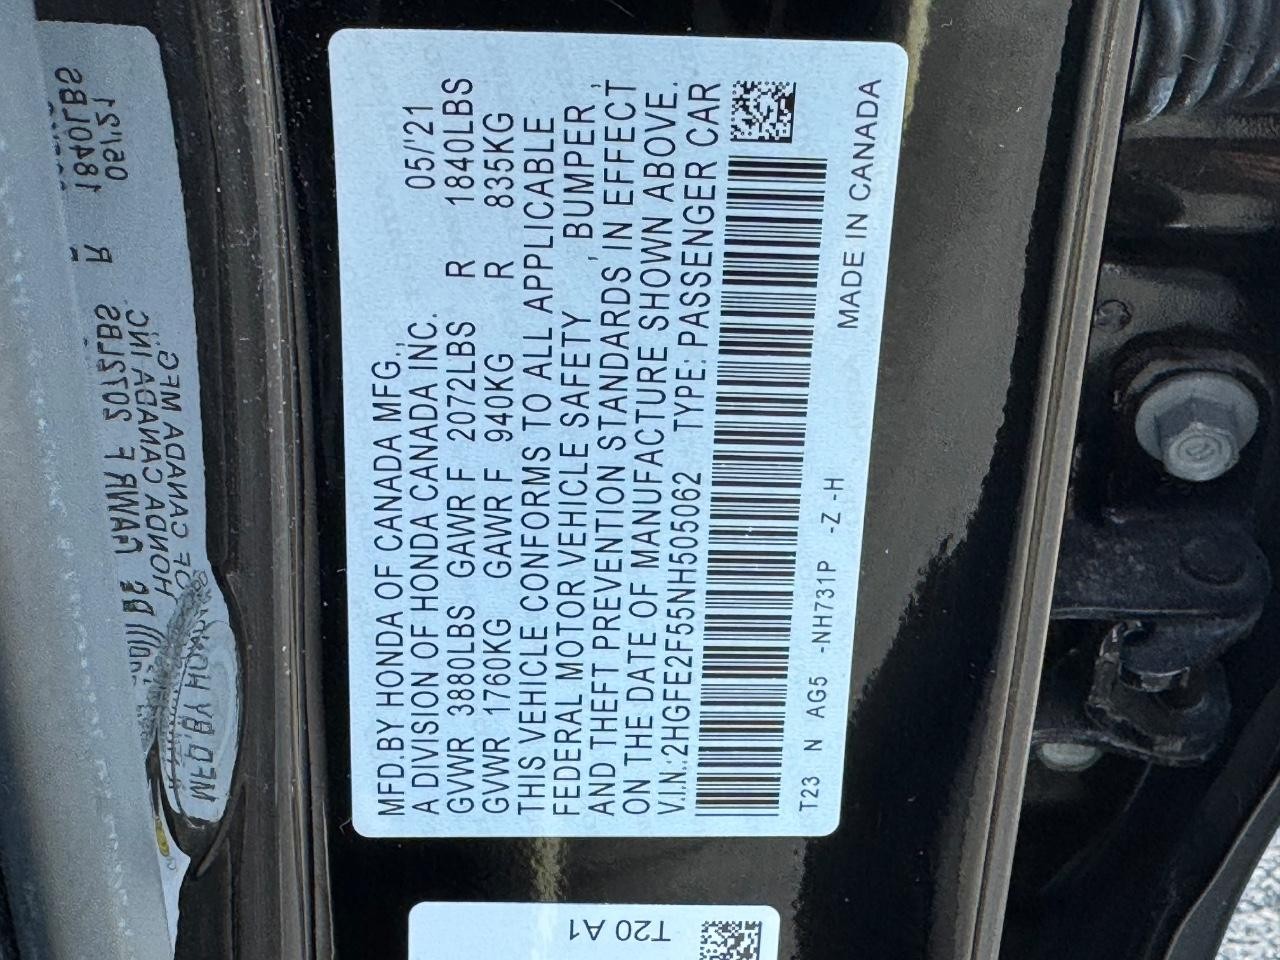 MFD.BY HONDA OF CANADA MFG.,
A DIVISION OF HONDA CANADA INC. 05/'21
GVWR 3880LBS GAWR F 2072LBS R 1840LBS
GVWR 1760KG GAWR F 940KG R 835KG
THIS VEHICLE CONFORMS TO ALL APPLICABLE
FEDERAL MOTOR VEHICLE SAFETY , BUMPER ,
AND THEFT PREVENTION STANDARDS IN EFFECT
ON THE DATE OF MANUFACTURE SHOWN ABOVE.
V.I.N.:2HGFE2F55NH505062 TYPE: PASSENGER CAR
T23 N AG5 -NH731P -Z -H MADE IN CANADA
T20 A1